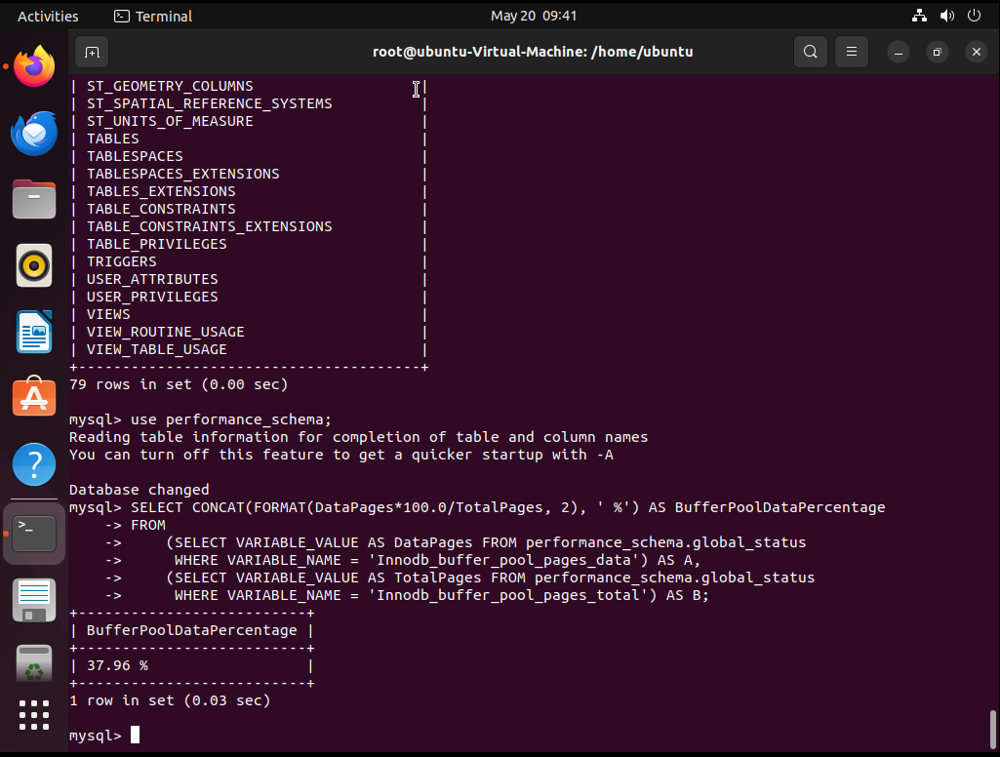 Activities Terminal May 20 09:41
root@ubuntu-Virtual-Machine: /home/ubuntu
| ST_GEOMETRY_COLUMNS |
| ST_SPATIAL_REFERENCE_SYSTEMS |
| ST_UNITS_OF_MEASURE |
| TABLES |
| TABLESPACES |
| TABLESPACES_EXTENSIONS |
| TABLES_EXTENSIONS |
| TABLE_CONSTRAINTS |
| TABLE_CONSTRAINTS_EXTENSIONS |
| TABLE_PRIVILEGES |
| TRIGGERS |
| USER_ATTRIBUTES |
| USER_PRIVILEGES |
| VIEWS |
| VIEW_ROUTINE_USAGE |
| VIEW_TABLE_USAGE |
+---------------------------------------+
79 rows in set (0.00 sec)
mysql> use performance_schema;
Reading table information for completion of table and column names
You can turn off this feature to get a quicker startup with -A
Database changed
mysql> SELECT CONCAT(FORMAT(DataPages*100.0/TotalPages, 2), ' %') AS BufferPoolDataPercentage
    -> FROM
    ->     (SELECT VARIABLE_VALUE AS DataPages FROM performance_schema.global_status
    ->      WHERE VARIABLE_NAME = 'Innodb_buffer_pool_pages_data') AS A,
    ->     (SELECT VARIABLE_VALUE AS TotalPages FROM performance_schema.global_status
    ->      WHERE VARIABLE_NAME = 'Innodb_buffer_pool_pages_total') AS B;
+--------------------------+
| BufferPoolDataPercentage |
+--------------------------+
| 37.96 % |
+--------------------------+
1 row in set (0.03 sec)
mysql>